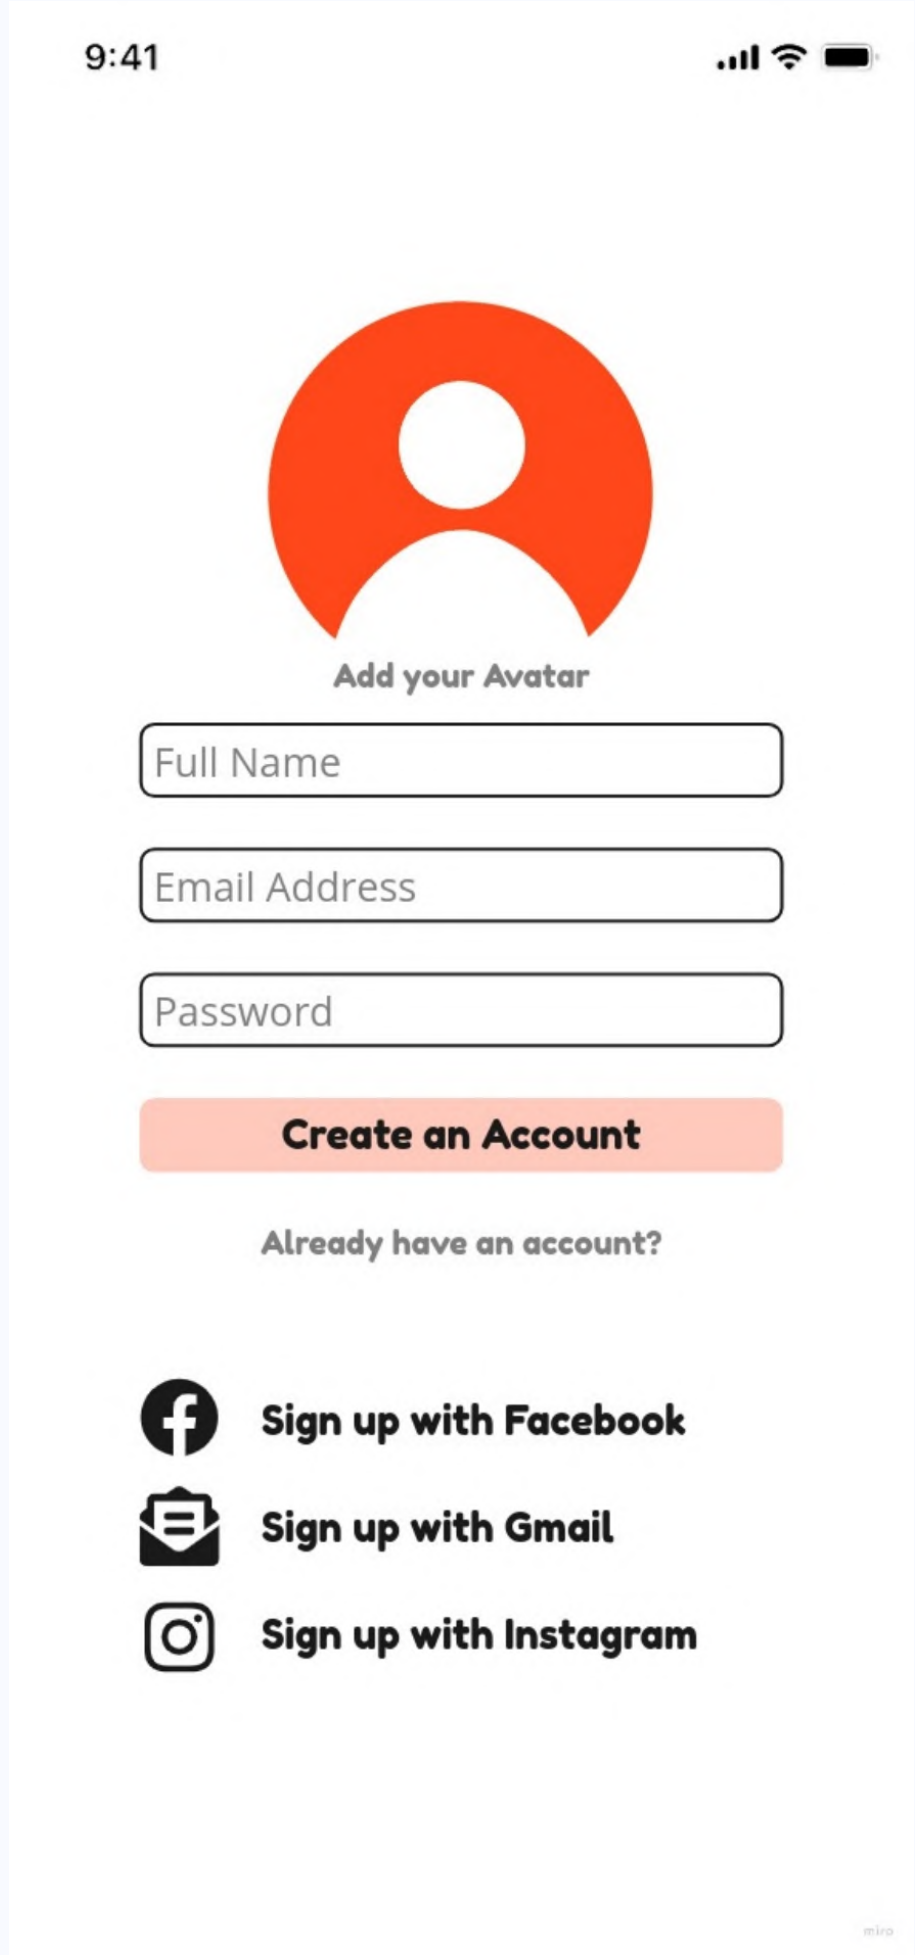 9:41
Add your Avatar
Full Name
Email Address
Password
Create an Account
Already have an account?
Sign up with Facebook
Sign up with Gmail
Sign up with Instagram
miro